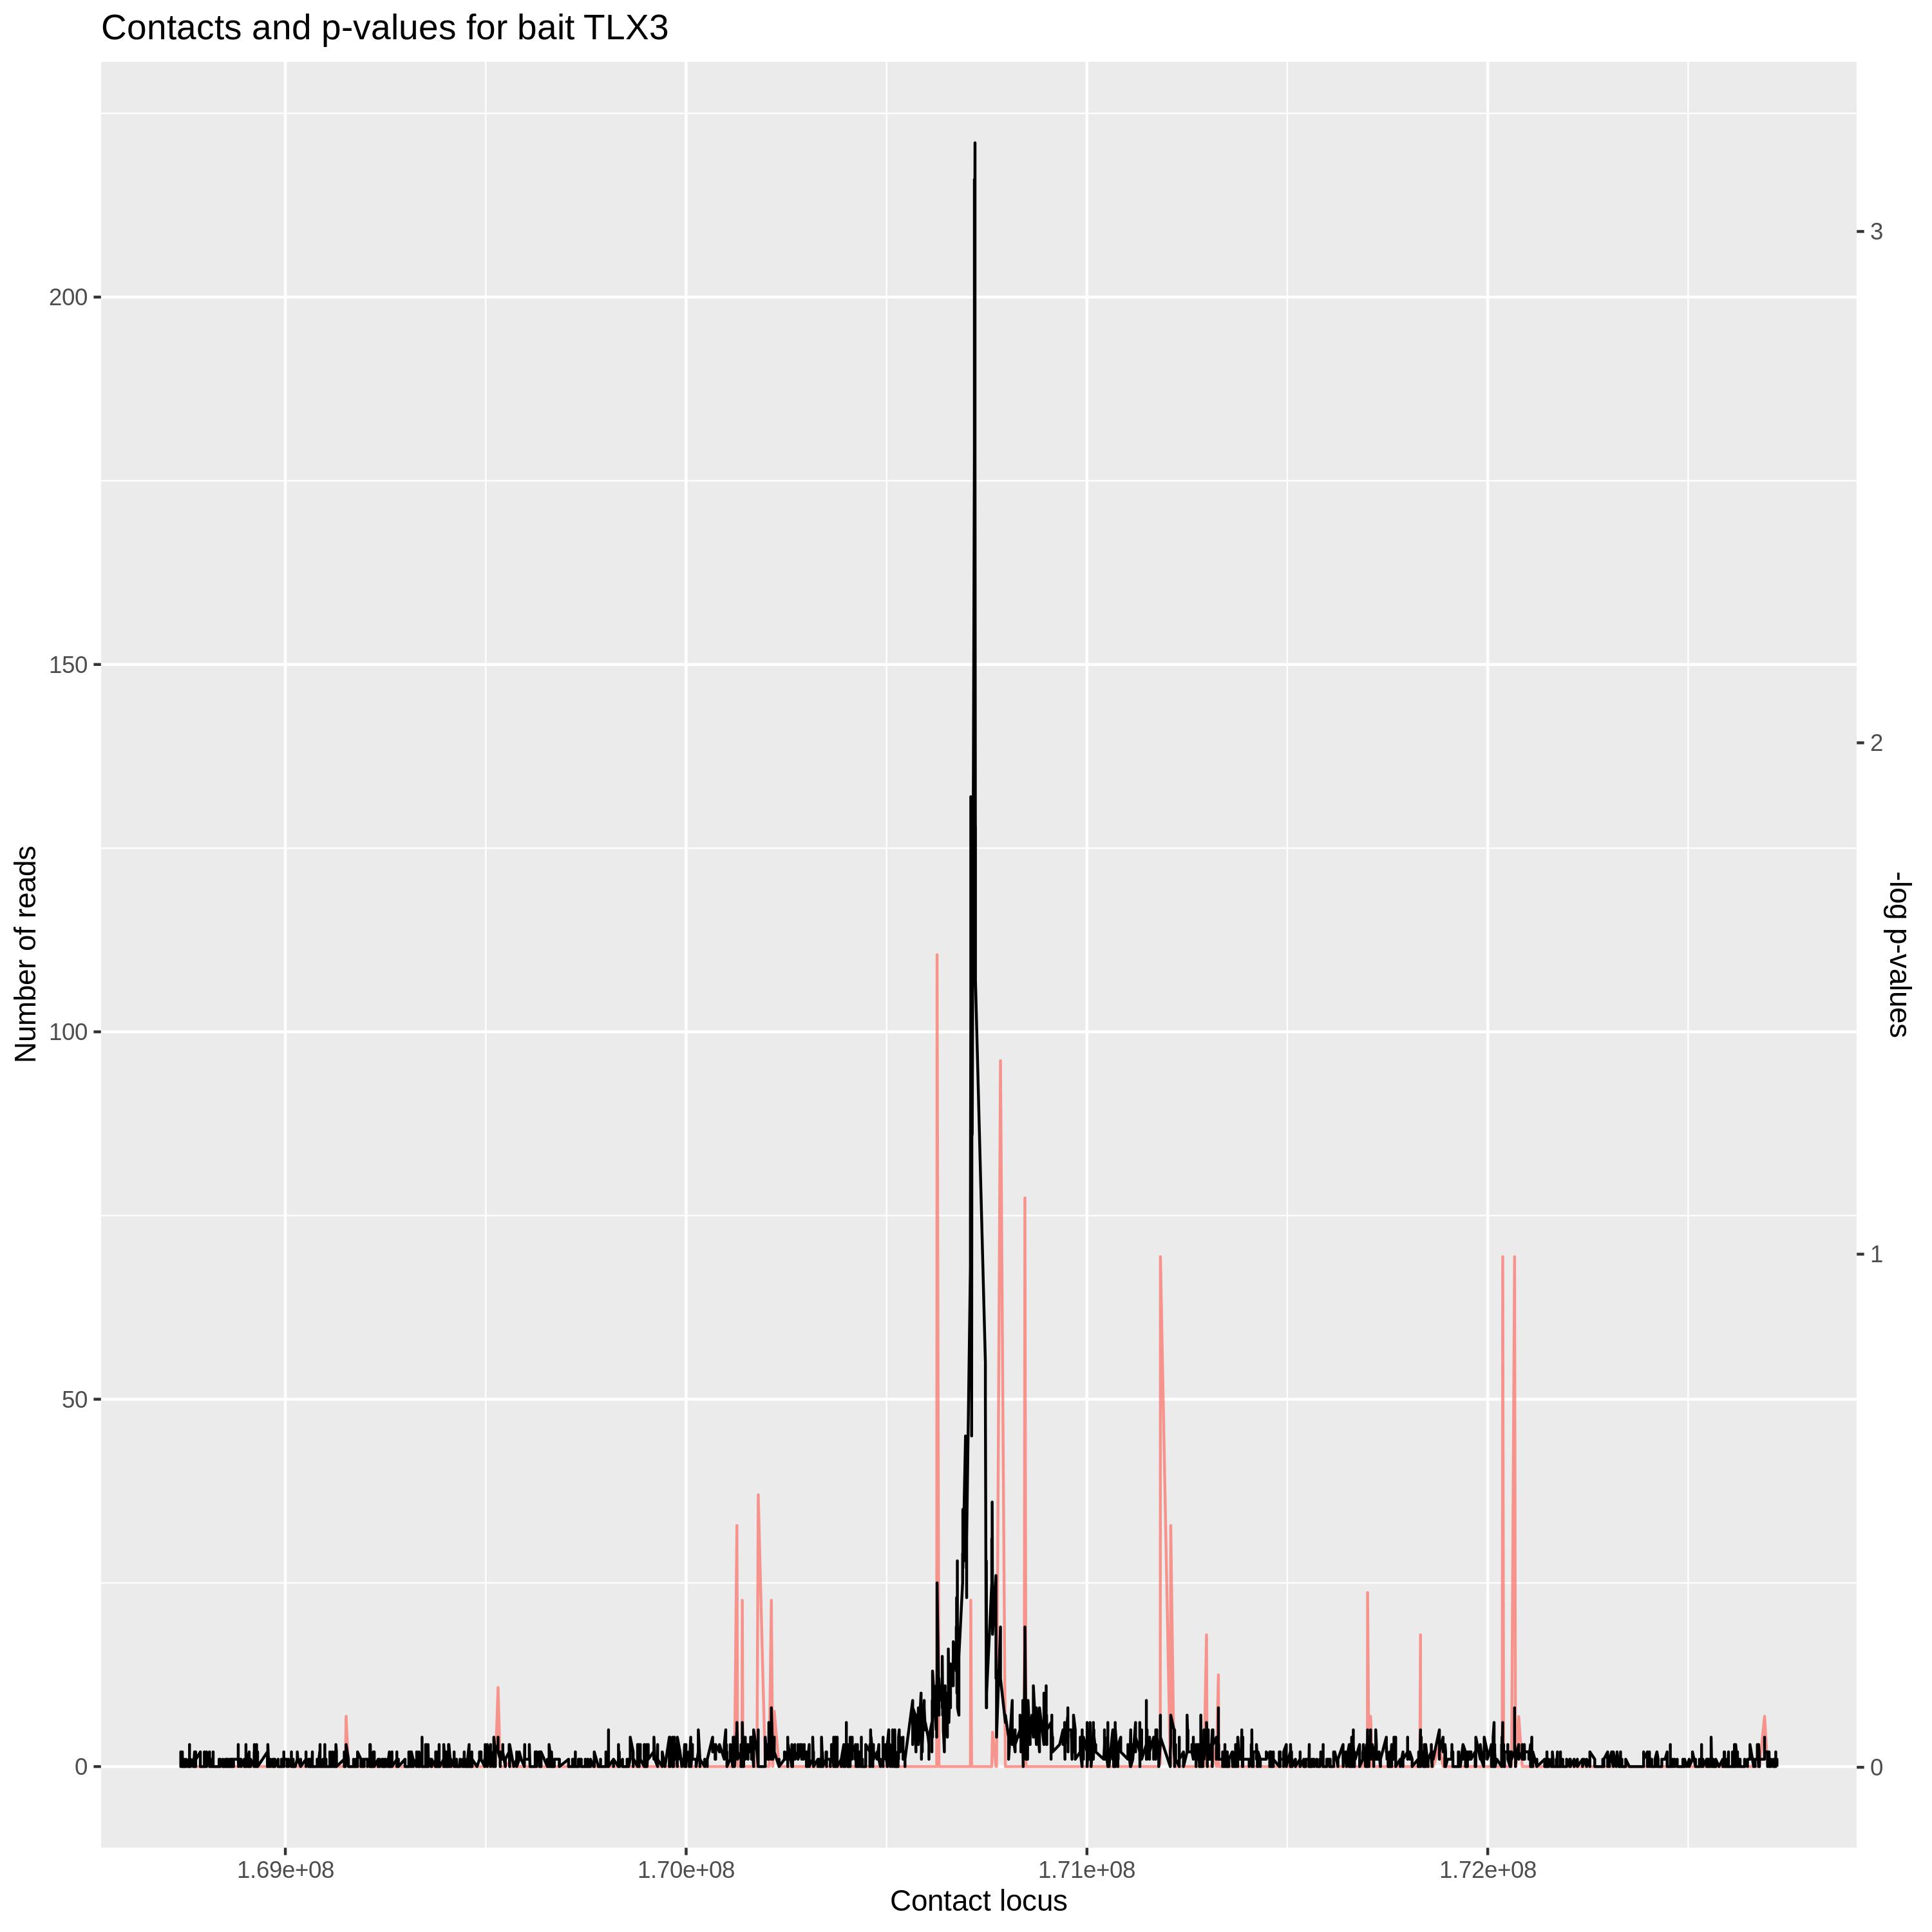 Contacts and p-values for bait TLX3
Number of reads
200
150
100
50
0
3
2
1
0
-log p-values
1.69e+08
1.70e+08
1.71e+08
1.72e+08
Contact locus